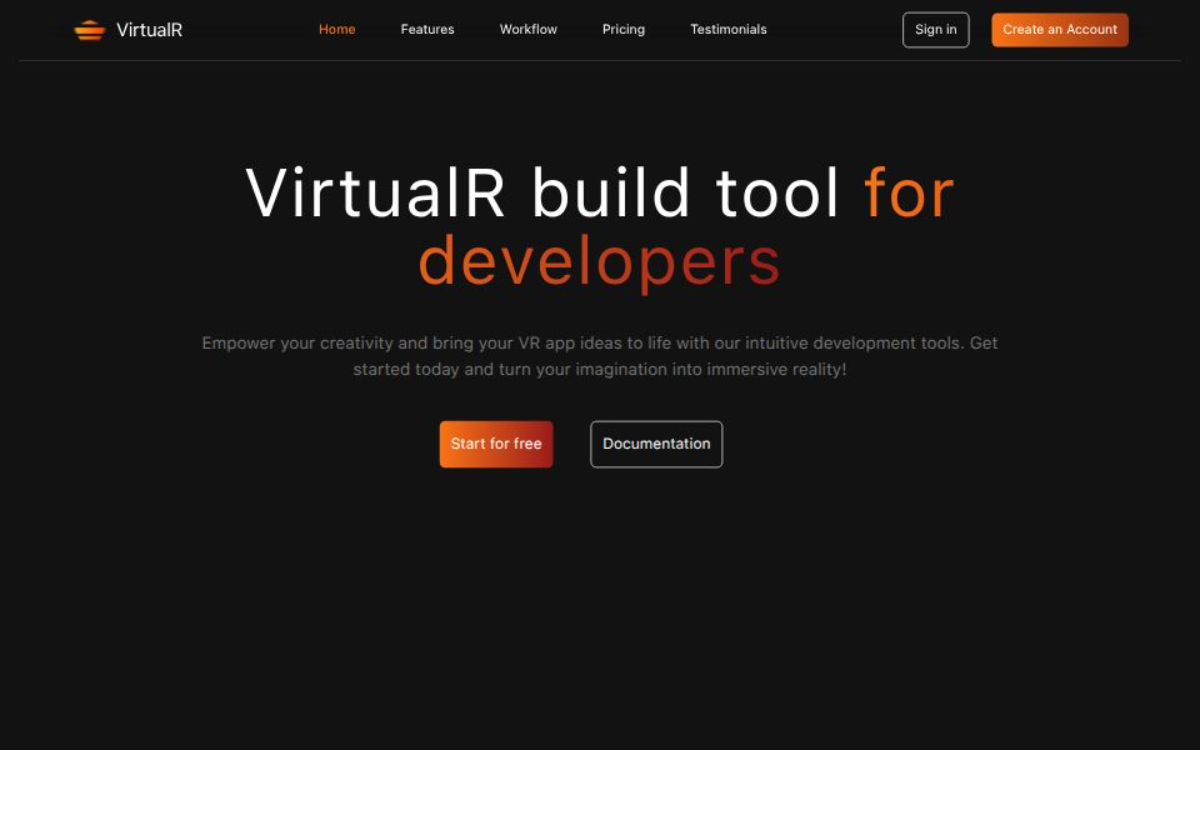 VirtualR
Home
Features
Workflow
Pricing
Testimonials
Sign in
Create an Account
VirtualR build tool for
developers
Empower your creativity and bring your VR app ideas to life with our intuitive development tools. Get
started today and turn your imagination into immersive reality!
Start for free
Documentation